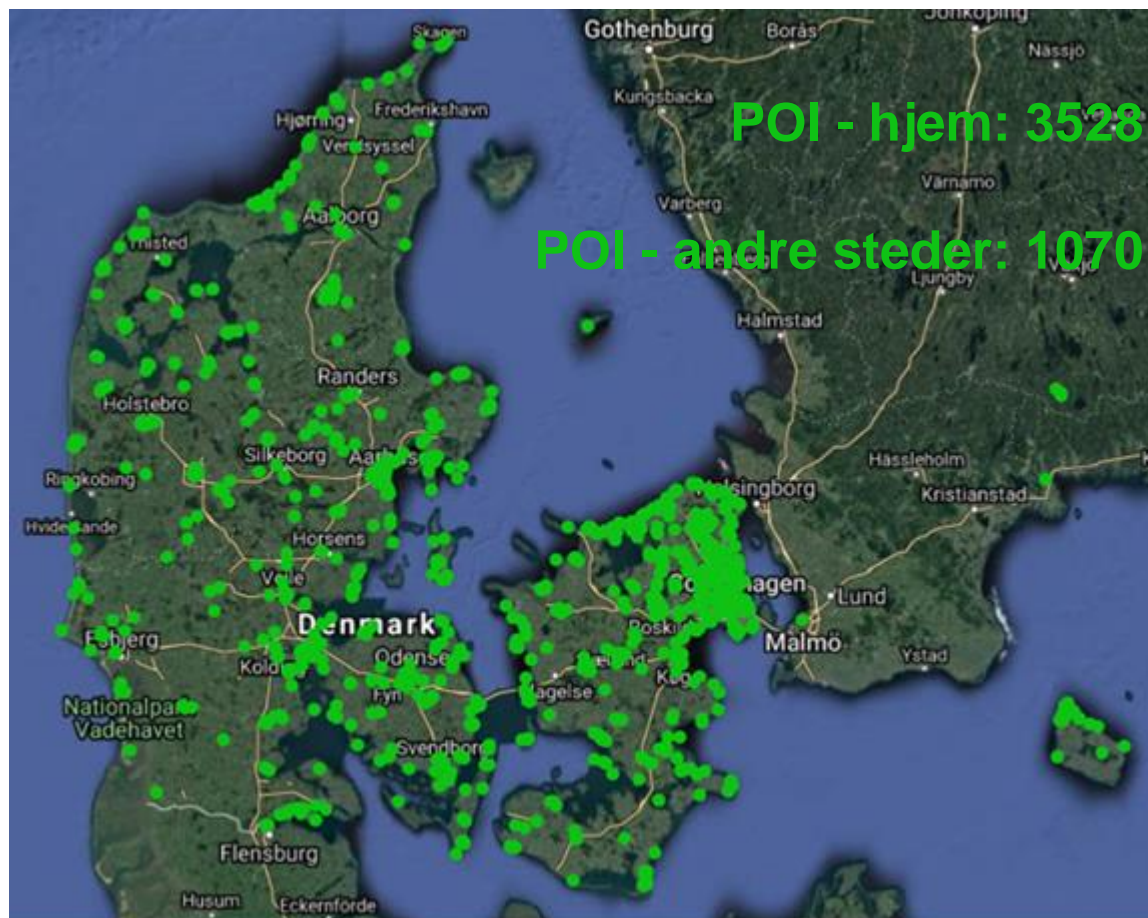 Skagen
Gothenburg
Borås
Jönköping
Nässjö
Kungsbacka
Hjørring
Frederikshavn
POI - hjem: 3528
Vendsyssel
Värnamo
Varberg
Aalborg
Thisted
POI - andre steder: 1070
Ljungby
Halmstad
Randers
Holstebro
Silkeborg
Aarhus
Hässleholm
Ringkobing
Helsingborg
Kristianstad
Hvide Sande
Horsens
Vejle
Copenhagen
Lund
Denmark
Roskilde
Esbjerg
Malmö
Odense
Ystad
Kolding
Fyn
Slagelse
Køge
Nationalpark
Vadehavet
Svendborg
Flensburg
Husum
Eckernförde